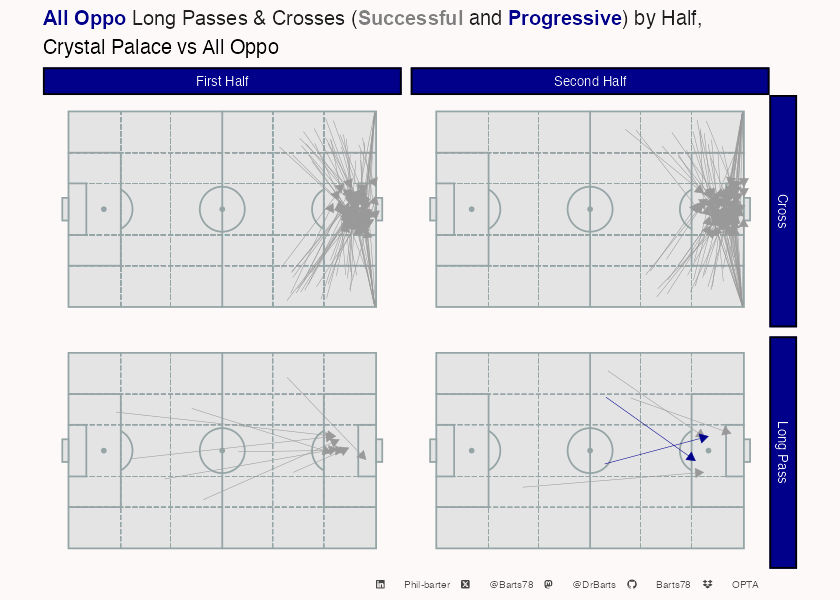 All Oppo Long Passes & Crosses (Successful and Progressive) by Half,
Crystal Palace vs All Oppo
First Half
Second Half
Cross
Long Pass
Phil-barter @Barts78 @DrBarts Barts78 OPTA